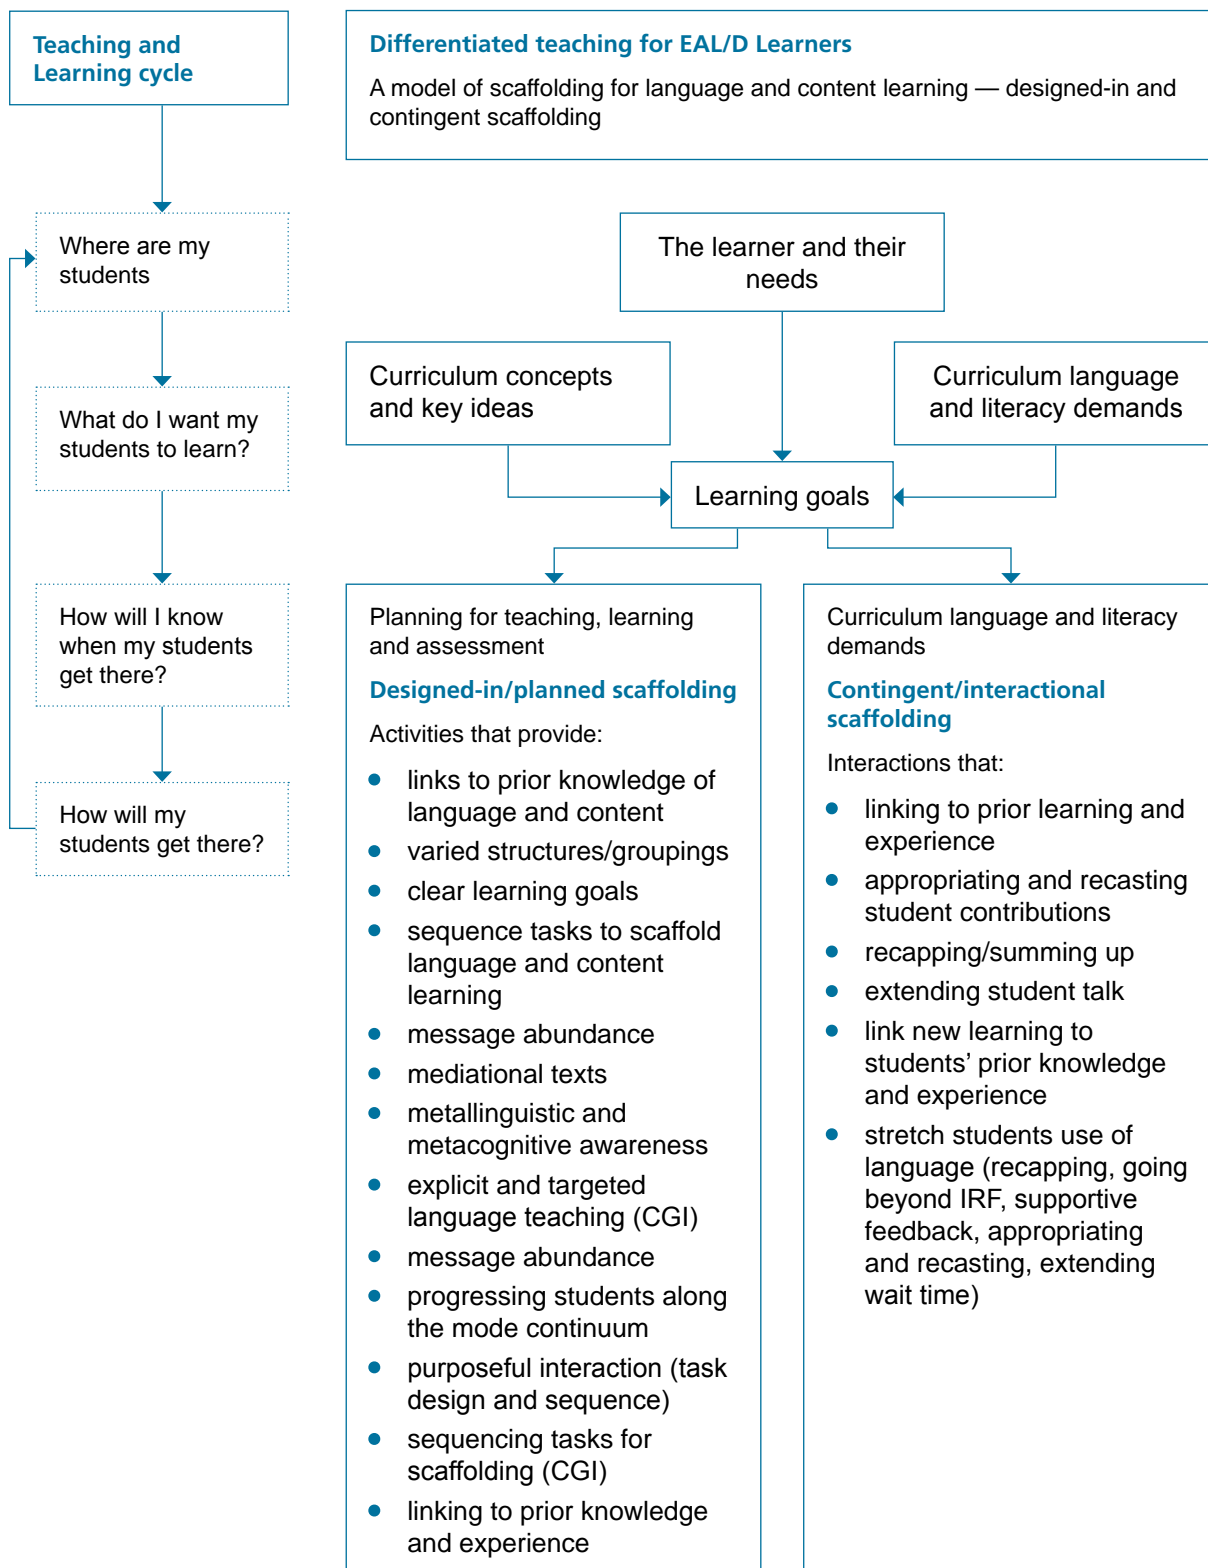 Teaching and
Learning cycle
Where are my
students
What do I want my
students to learn?
How will I know
when my students
get there?
How will my
students get there?
Differentiated teaching for EAL/D Learners
A model of scaffolding for language and content learning — designed-in and
contingent scaffolding
The learner and their
needs
Curriculum concepts
and key ideas
Curriculum language
and literacy demands
Learning goals
Planning for teaching, learning
and assessment
Designed-in/planned scaffolding
Activities that provide:
• links to prior knowledge of
language and content
• varied structures/groupings
• clear learning goals
• sequence tasks to scaffold
language and content
learning
• message abundance
• mediational texts
• metallinguistic and
metacognitive awareness
• explicit and targeted
language teaching (CGI)
• message abundance
• progressing students along
the mode continuum
• purposeful interaction (task
design and sequence)
• sequencing tasks for
scaffolding (CGI)
• linking to prior knowledge
and experience
Curriculum language and literacy
demands
Contingent/interactional
scaffolding
Interactions that:
• linking to prior learning and
experience
• appropriating and recasting
student contributions
• recapping/summing up
• extending student talk
• link new learning to
students’ prior knowledge
and experience
• stretch students use of
language (recapping, going
beyond IRF, supportive
feedback, appropriating
and recasting, extending
wait time)